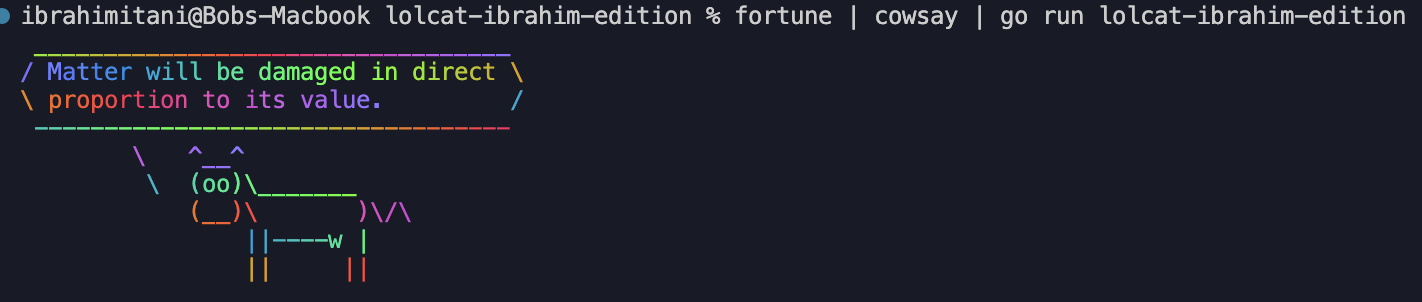 ibrahimitani@Bobs-Macbook lolcat-ibrahim-edition % fortune | cowsay | go run lolcat-ibrahim-edition
 __________________________________
/ Matter will be damaged in direct \
\ proportion to its value.         /
 ----------------------------------
        \   ^__^
         \  (oo)\_______
            (__)\       )\/\
                ||----w |
                ||     ||